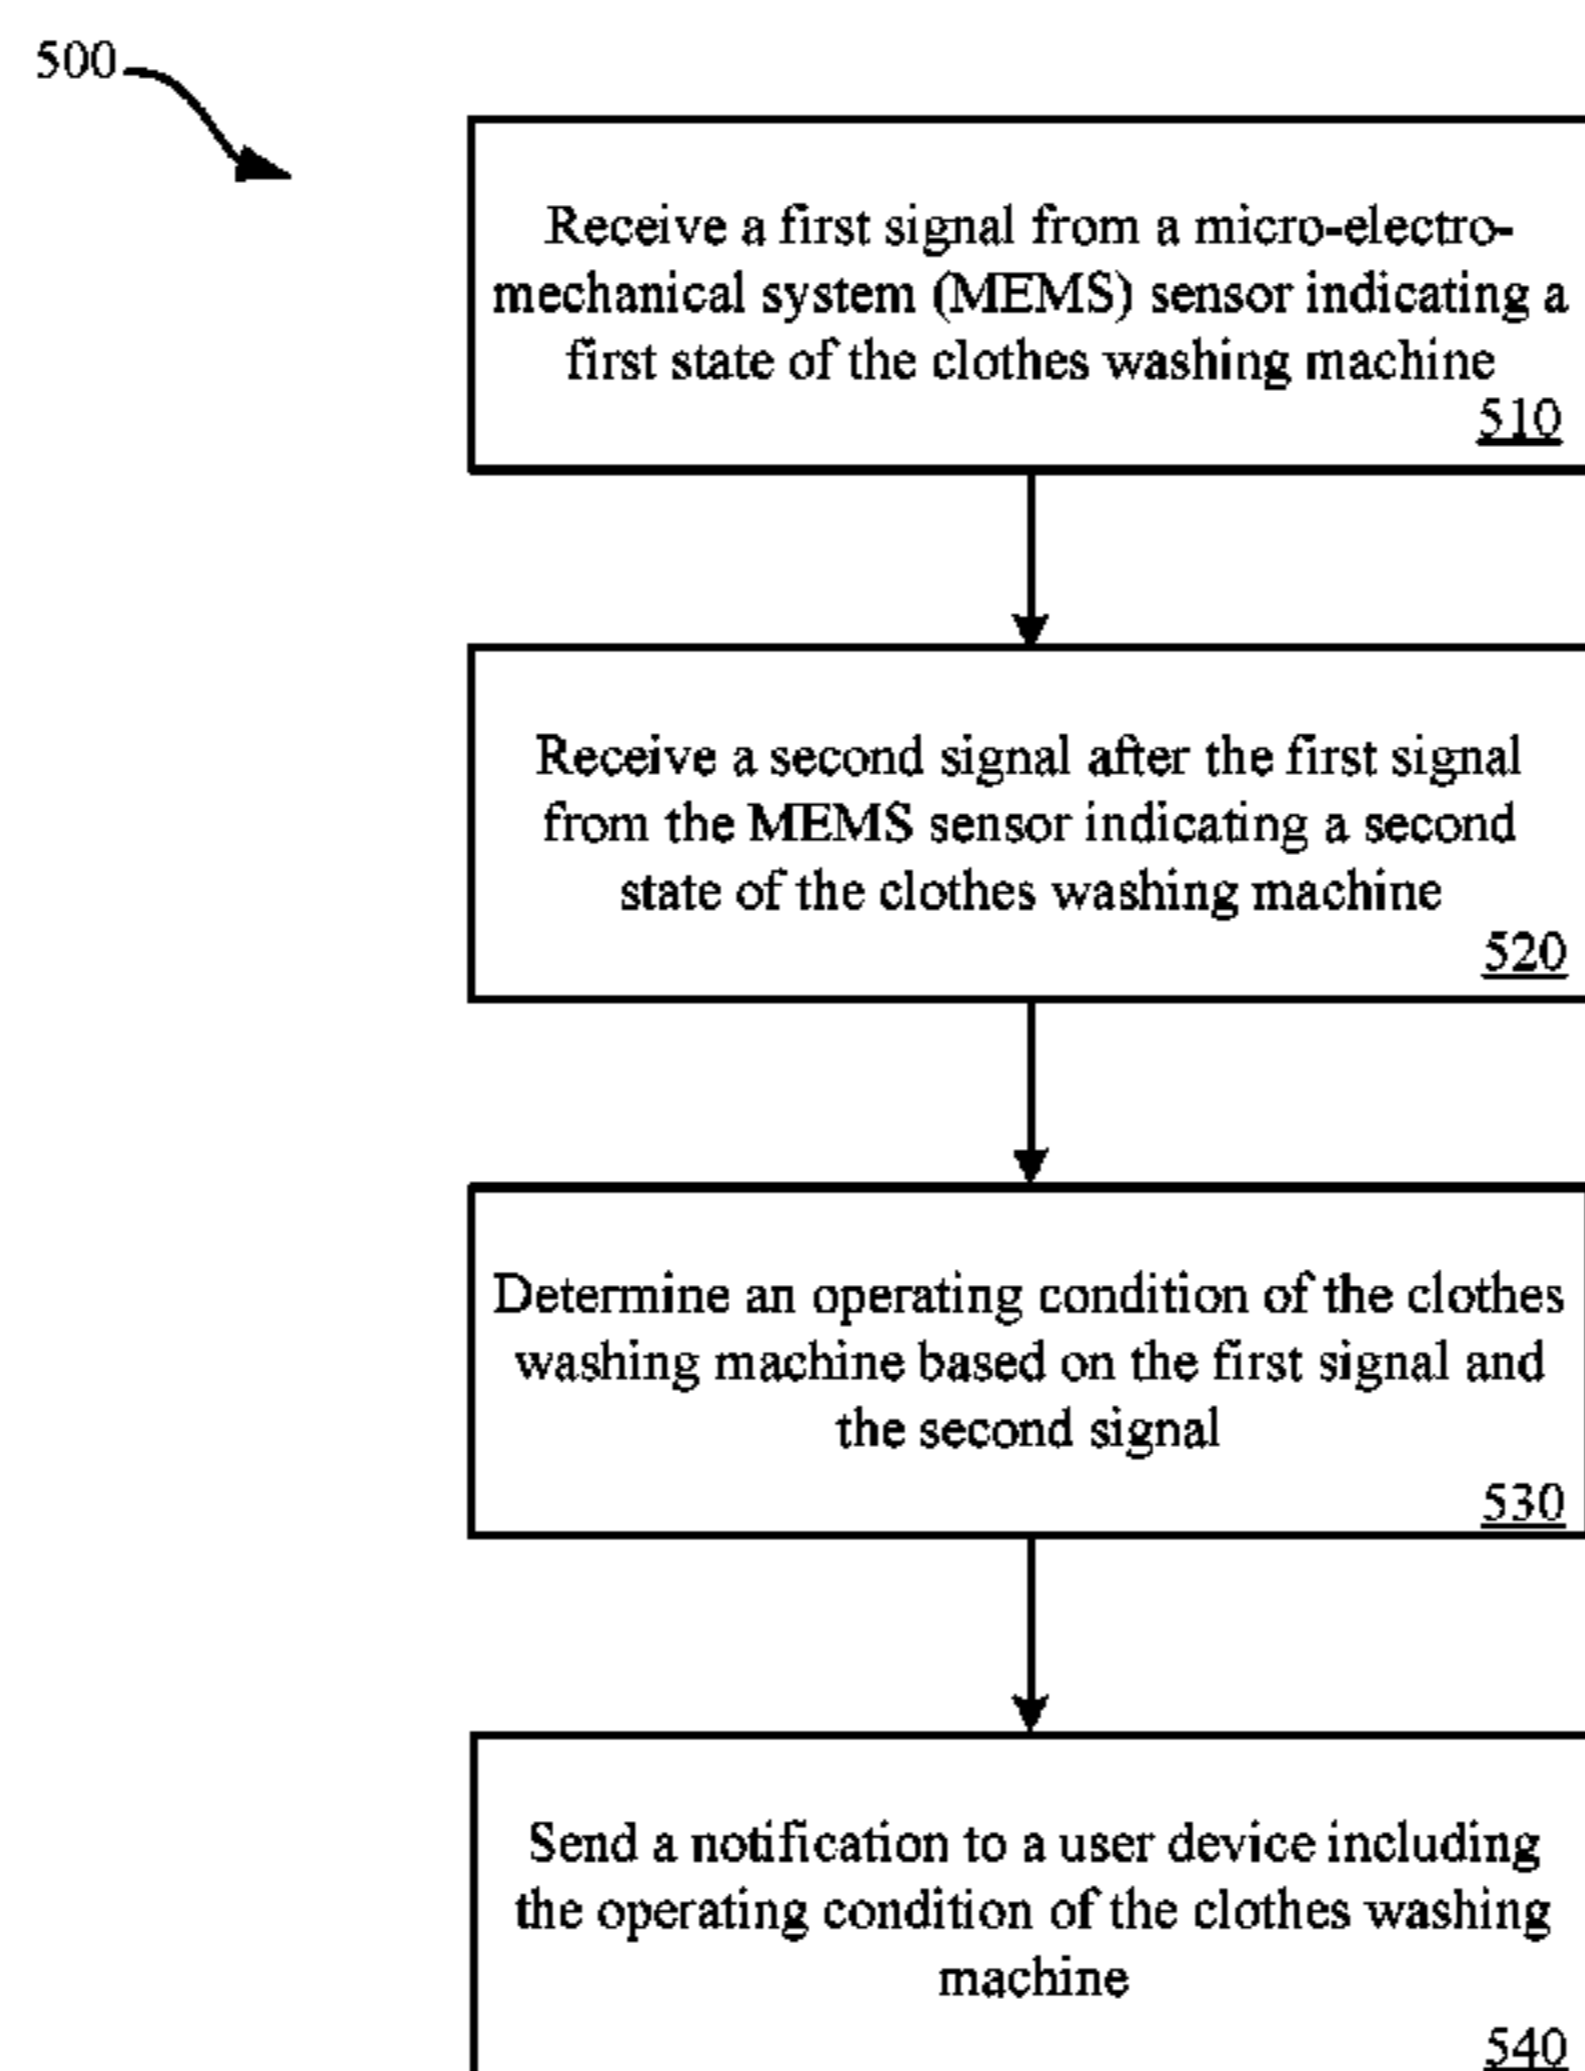 500
Receive a first signal from a micro-electro-
mechanical system (MEMS) sensor indicating a
first state of the clothes washing machine
510
Receive a second signal after the first signal
from the MEMS sensor indicating a second
state of the clothes washing machine
520
Determine an operating condition of the clothes
washing machine based on the first signal and
the second signal
530
Send a notification to a user device including
the operating condition of the clothes washing
machine
540